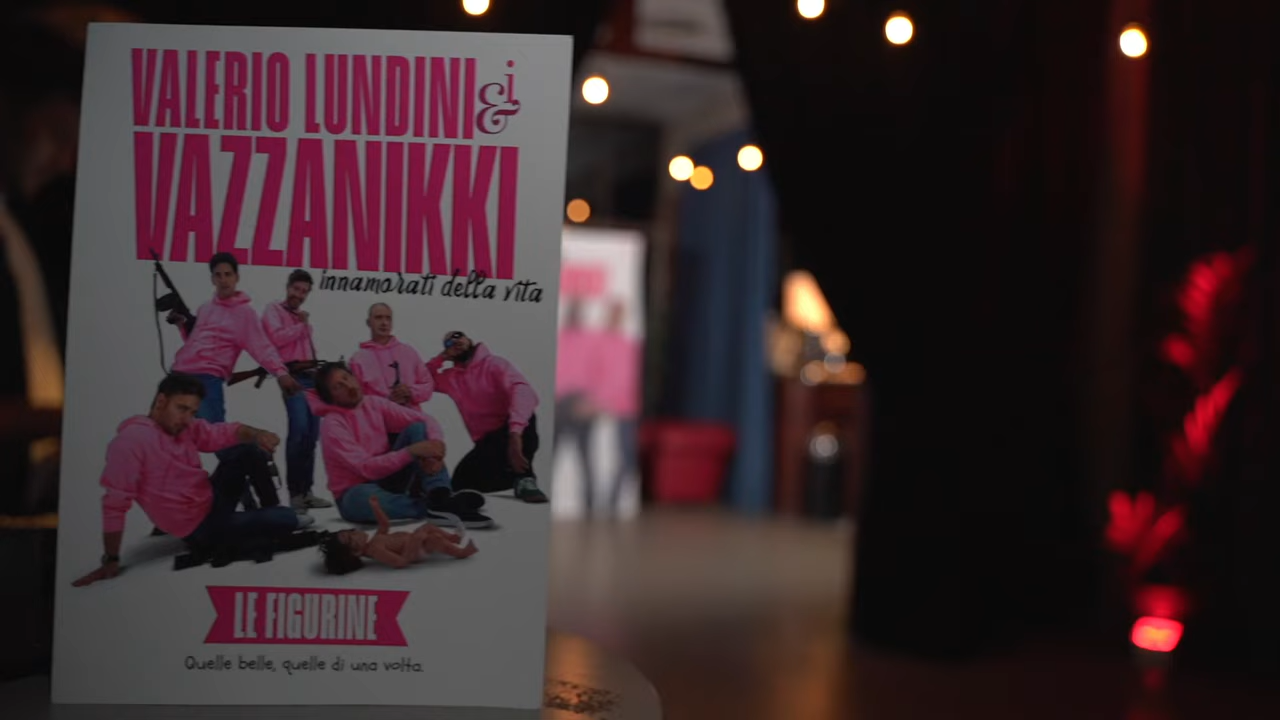 VALERIO LUNDINI & i
VAZZANIKKI
innamorati della vita
LE FIGURINE
Quelle belle, quelle di una volta.